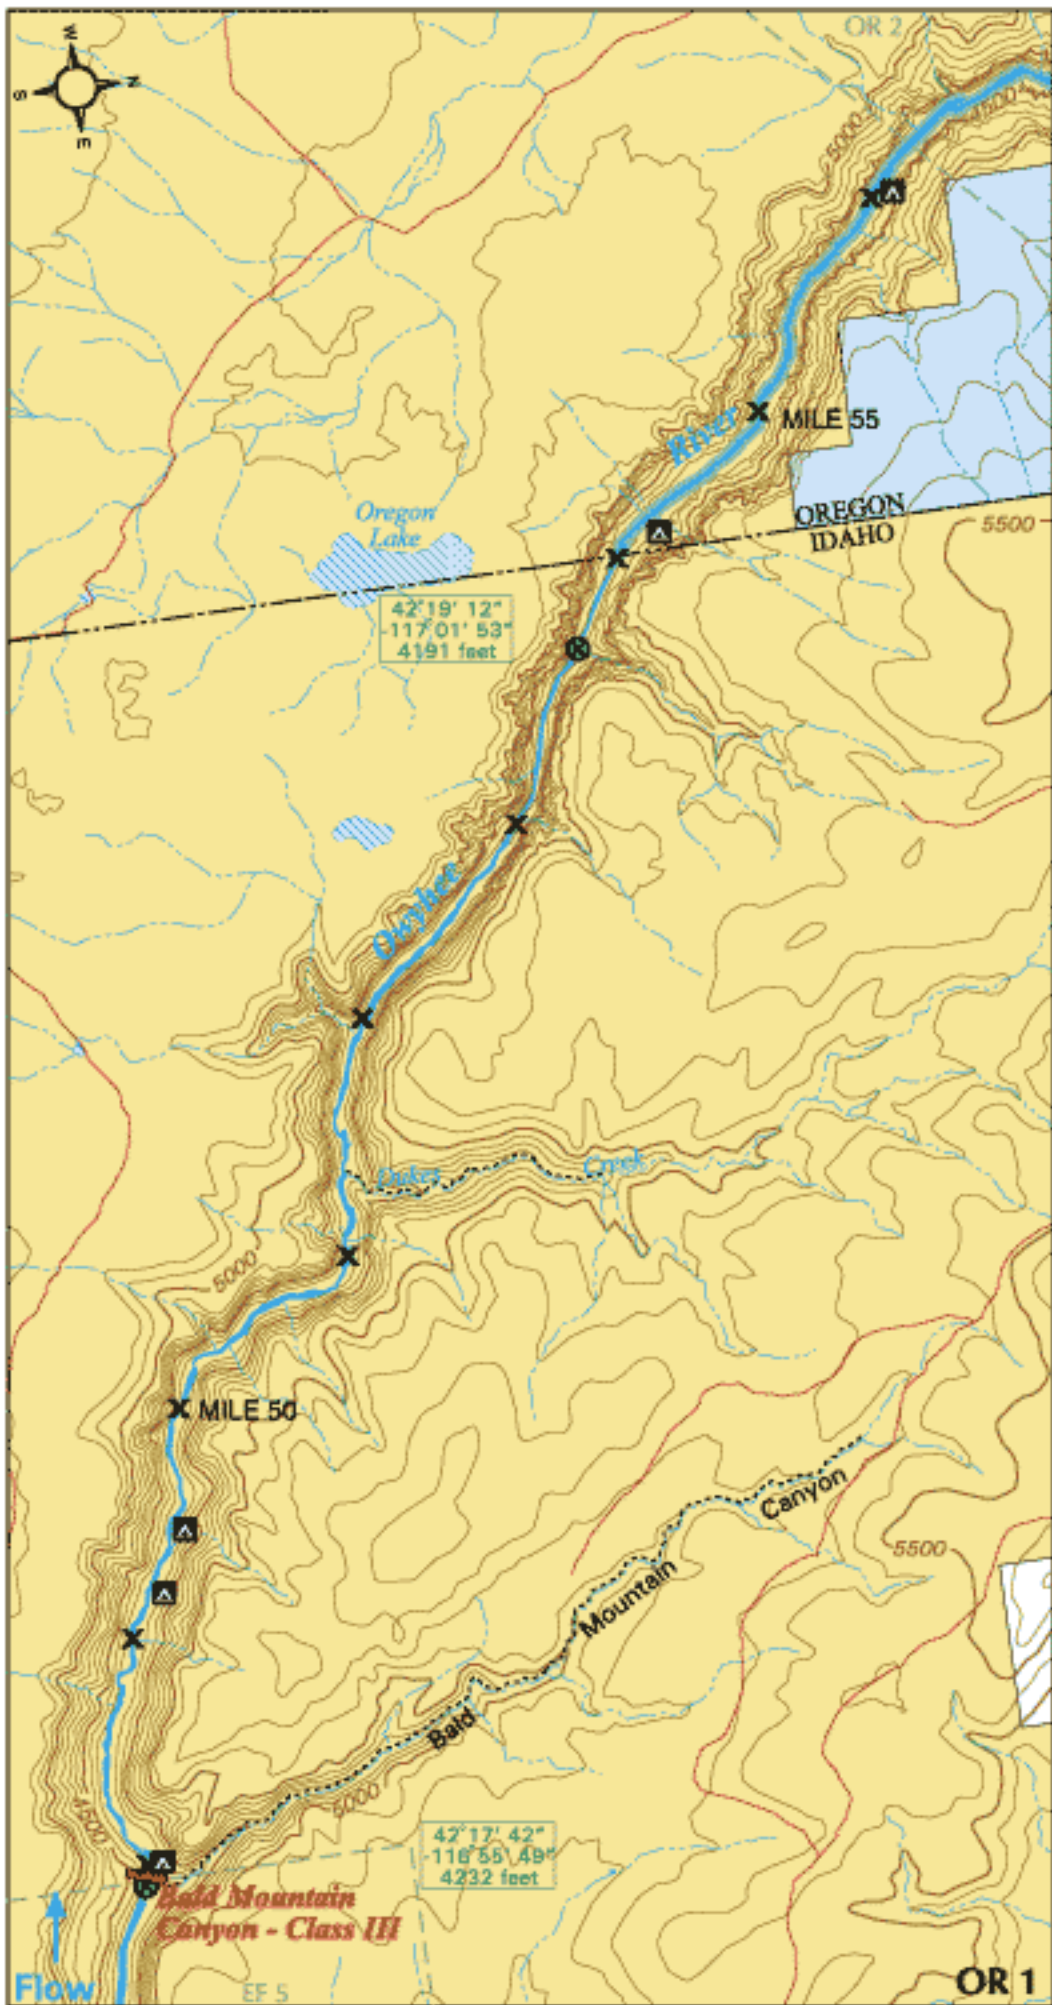 OR 2
W
N
S
E
5000
4500
River
MILE 55
OREGON
IDAHO
5500
Oregon
Lake
42°19' 12"
-117°01' 53"
4191 feet
Owyhee
Dukes Creek
5000
MILE 50
Canyon
5500
Mountain
Bald
5000
4500
42°17' 42"
-116°55' 49"
4232 feet
Bald Mountain
Canyon - Class III
Flow
EF 5
OR 1